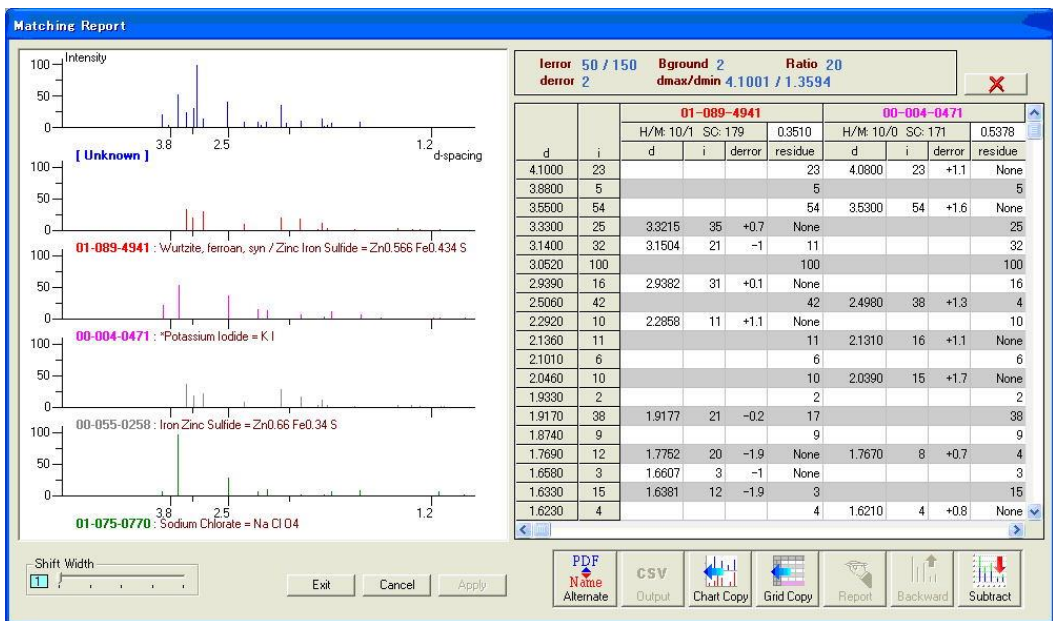 Matching Report
Intensity
100
50
0
3.8 2.5 1.2
[ Unknown ] d-spacing
100
50
0
01-089-4941 : Wurtzite, ferroan, syn / Zinc Iron Sulfide = Zn0.566 Fe0.434 S
100
50
0
00-004-0471 : *Potassium Iodide = K I
100
50
0
00-055-0258 : Iron Zinc Sulfide = Zn0.66 Fe0.34 S
100
50
0
3.8 2.5 1.2
01-075-0770 : Sodium Chlorate = Na Cl O4
Ierror 50 / 150 Bground 2 Ratio 20
derror 2 dmax/dmin 4.1001 / 1.3594
01-089-4941 00-004-0471
H/M: 10/1 SC: 179 0.3510 H/M: 10/0 SC: 171 0.5378
d i d i derror residue d i derror residue
4.1000 23 23 4.0800 23 +1.1 None
3.8800 5 5 5
3.5500 54 54 3.5300 54 +1.6 None
3.3300 25 3.3215 35 +0.7 None 25
3.1400 32 3.1504 21 -1 11 32
3.0520 100 100 100
2.9390 16 2.9382 31 +0.1 None 16
2.5060 42 42 2.4980 38 +1.3 4
2.2920 10 2.2858 11 +1.1 None 10
2.1360 11 11 2.1310 16 +1.1 None
2.1010 6 6 6
2.0460 10 10 2.0390 15 +1.7 None
1.9330 2 2 2
1.9170 38 1.9177 21 -0.2 17 38
1.8740 9 9 9
1.7690 12 1.7752 20 -1.9 None 1.7670 8 +0.7 4
1.6580 3 1.6607 3 -1 None 3
1.6330 15 1.6381 12 -1.9 3 15
1.6230 4 4 1.6210 4 +0.8 None
Shift Width
1
Exit Cancel Apply
PDF
Name
Alternate
CSV
Output
Chart Copy
Grid Copy
Report
Backward
Subtract